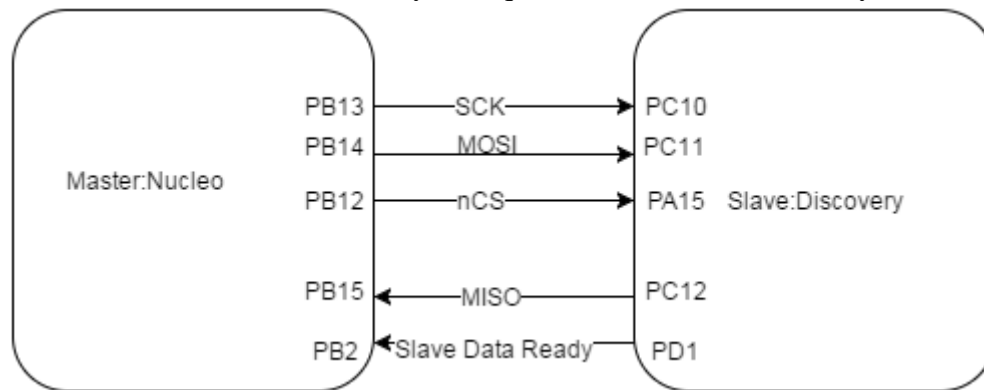 PB13 SCK PC10
PB14 MOSI PC11
Master:Nucleo
PB12 nCS PA15 Slave:Discovery
PB15 MISO PC12
PB2 Slave Data Ready PD1